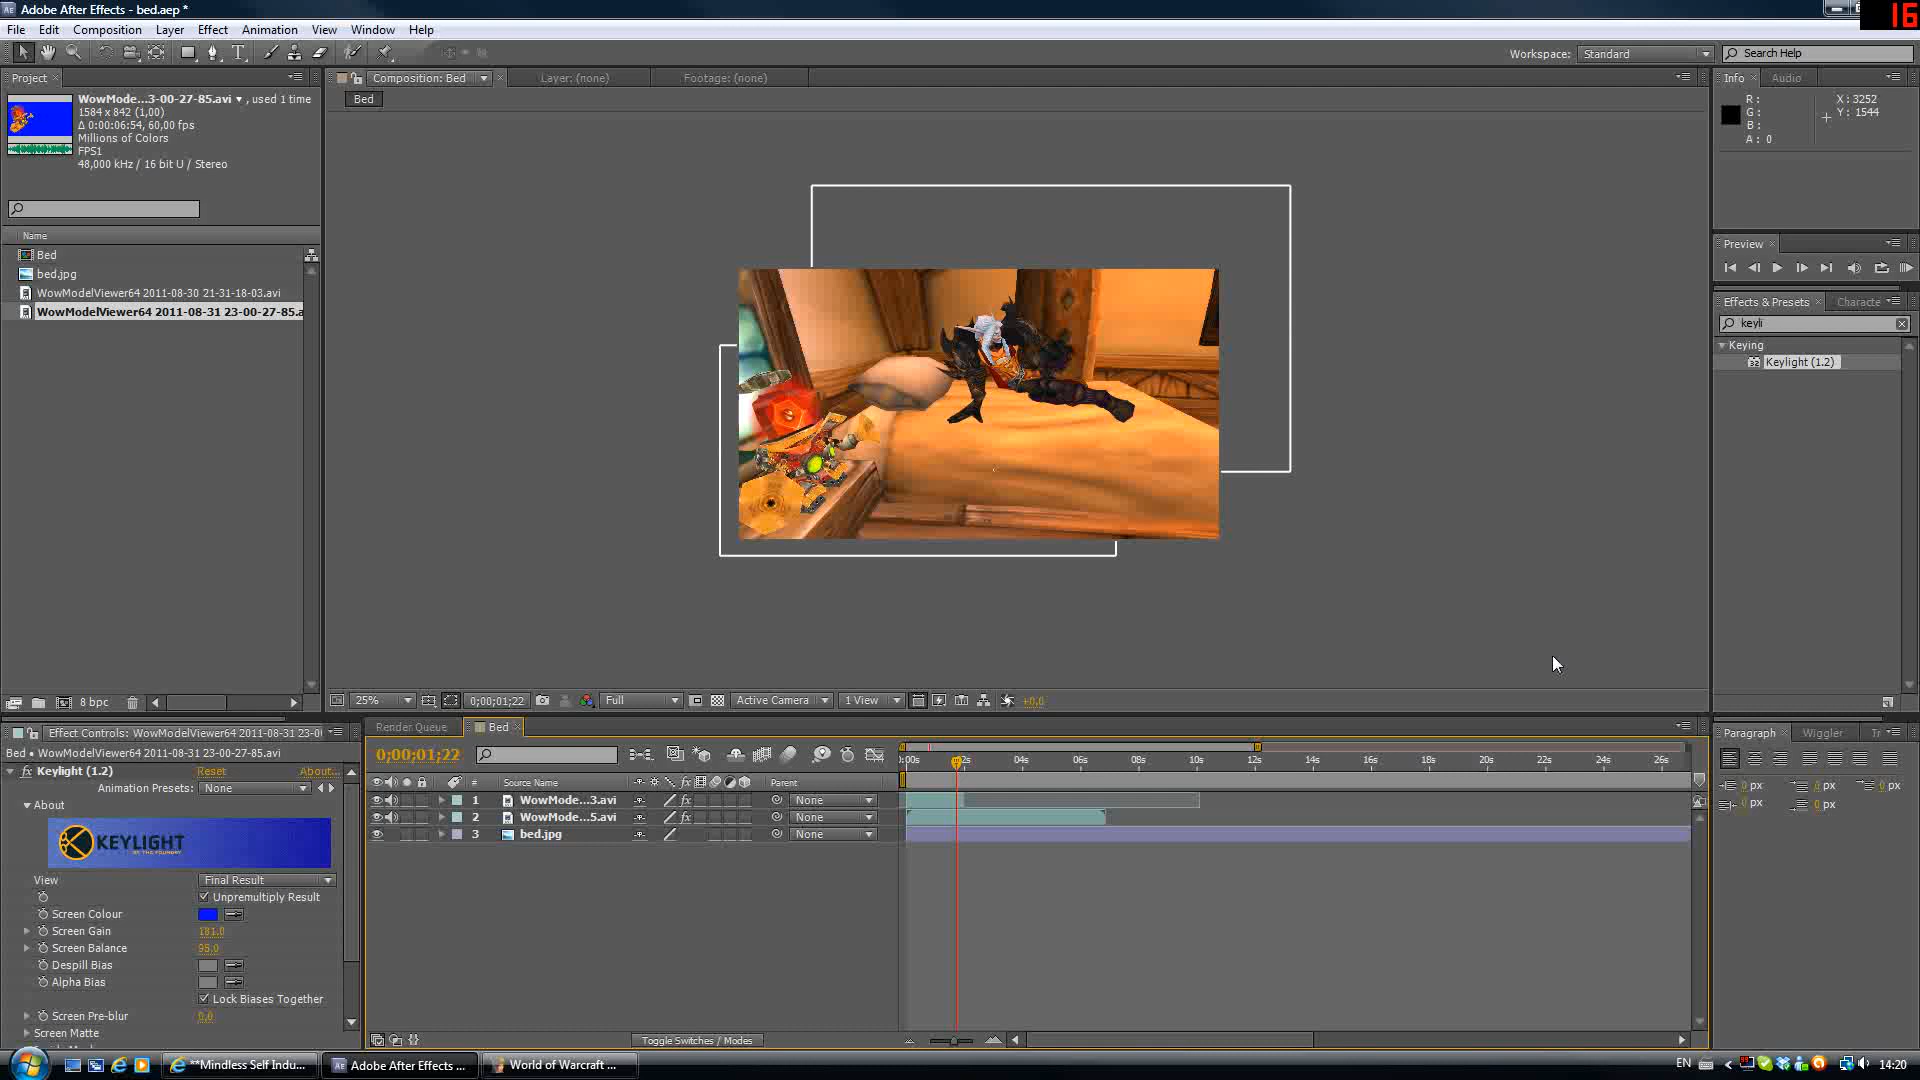 Adobe After Effects - bed.aep *
16
File Edit Composition Layer Effect Animation View Window Help
Workspace: Standard
Search Help
Project
Composition: Bed
Layer: (none)
Footage: (none)
Info
Audio
WowMode...3-00-27-85.avi , used 1 time
1584 x 842 (1,00)
Δ 0:00:06:54, 60,00 fps
Millions of Colors
FPS1
48,000 kHz / 16 bit U / Stereo
Bed
R :
G :
B :
A : 0
X : 3252
Y : 1544
Name
Bed
bed.jpg
WowModelViewer64 2011-08-30 21-31-18-03.avi
WowModelViewer64 2011-08-31 23-00-27-85.a
Preview
Effects & Presets
Characte
keyli
Keying
32
Keylight (1.2)
8 bpc
25%
0;00;01;22
Full
Active Camera
1 View
+0,0
Effect Controls: WowModelViewer64 2011-08-31 23-0
Bed • WowModelViewer64 2011-08-31 23-00-27-85.avi
fx Keylight (1.2) Reset About...
Animation Presets: None
About
KEYLIGHT
BY THE FOUNDRY
View Final Result
Unpremultiply Result
Screen Colour
Screen Gain 181,0
Screen Balance 95,0
Despill Bias
Alpha Bias
Lock Biases Together
Screen Pre-blur 0,0
Screen Matte
Render Queue
Bed
0;00;01;22
:00s 02s 04s 06s 08s 10s 12s 14s 16s 18s 20s 22s 24s 26s
# Source Name fx Parent
1 WowMode...3.avi fx None
2 WowMode...5.avi fx None
3 bed.jpg None
Toggle Switches / Modes
Paragraph
Wiggler
Tr
0 px 0 px 0 px
0 px 0 px
**Mindless Self Indu...
Adobe After Effects ...
World of Warcraft ...
EN
14:20